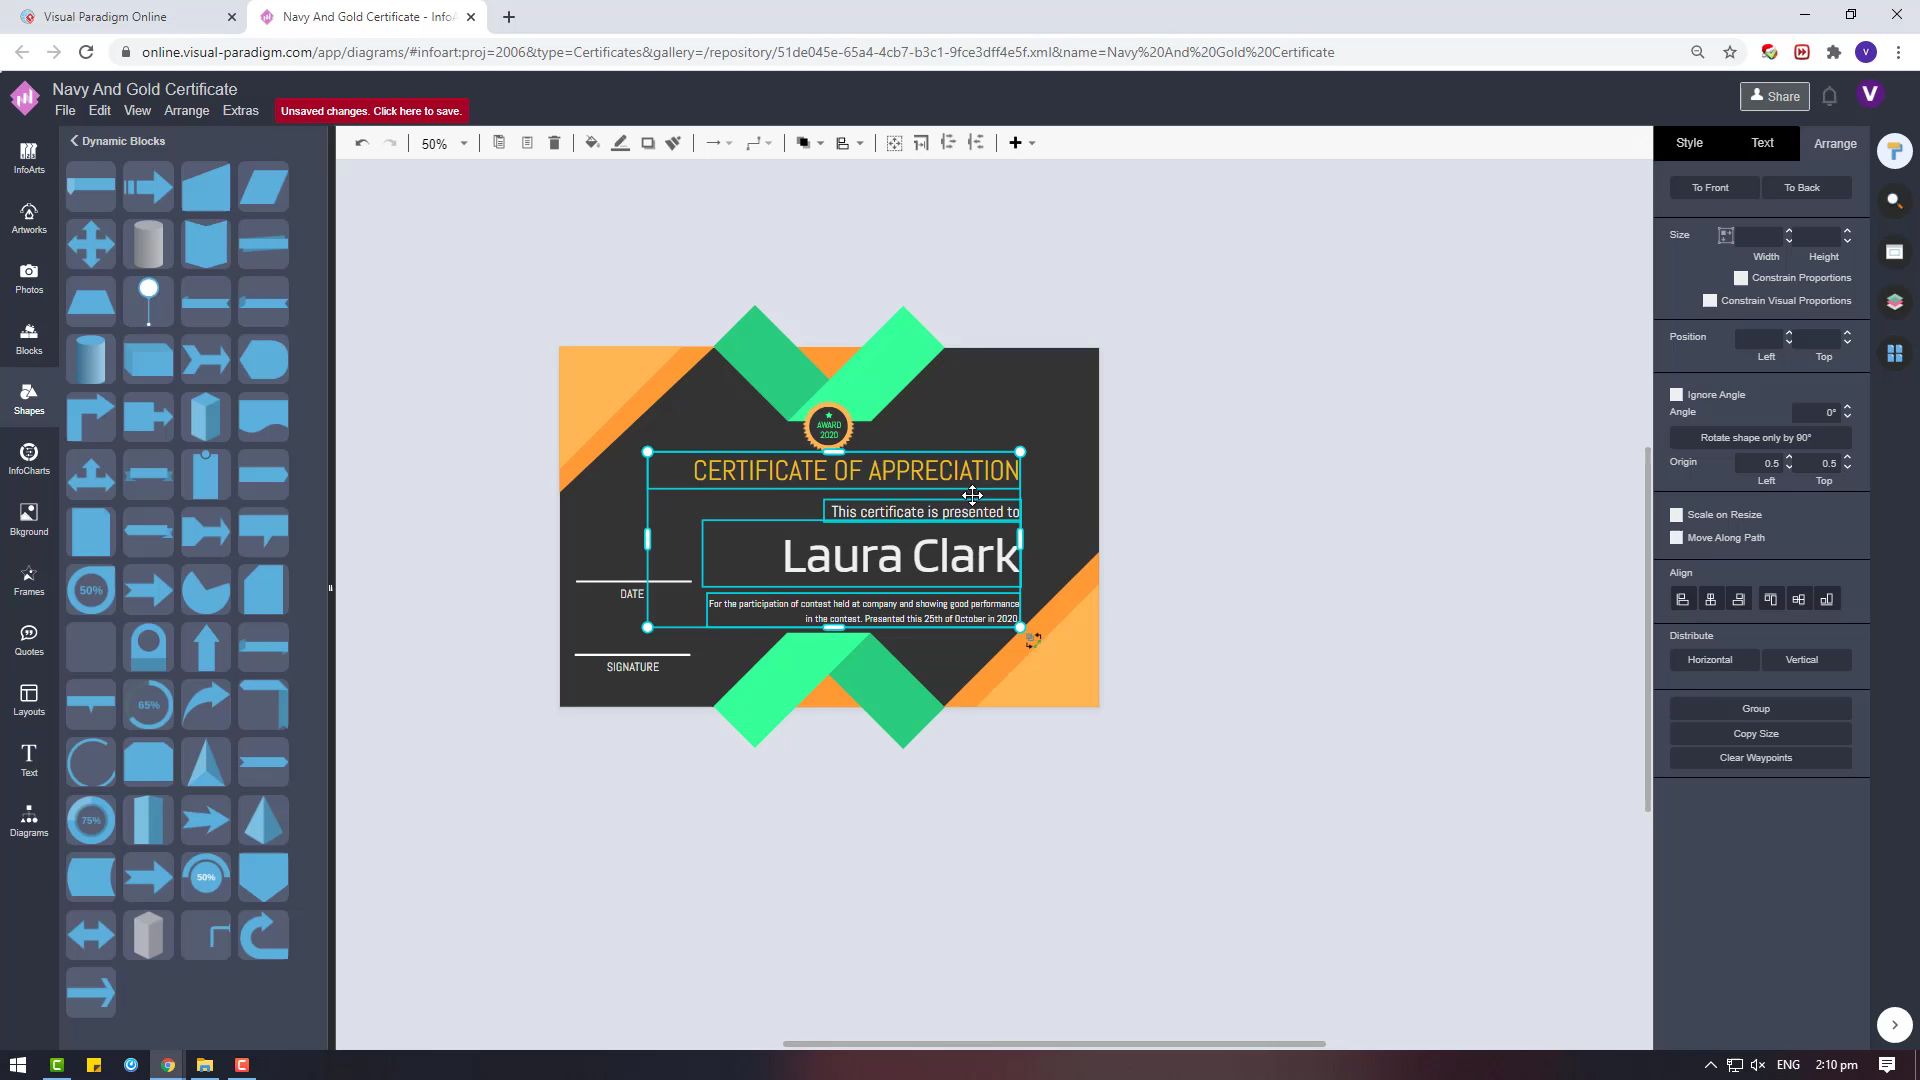 Visual Paradigm Online
Navy And Gold Certificate - InfoA
online.visual-paradigm.com/app/diagrams/#infoart:proj=2006&type=Certificates&gallery=/repository/51de045e-65a4-4cb7-b3c1-9fce3dff4e5f.xml&name=Navy%20And%20Gold%20Certificate
V
Navy And Gold Certificate
File Edit View Arrange Extras
Unsaved changes. Click here to save.
Share
V
InfoArts
Artworks
Photos
Blocks
Shapes
InfoCharts
Bkground
Frames
Quotes
Layouts
Text
Diagrams
Dynamic Blocks
50%
65%
75%
50%
50%
AWARD
2020
CERTIFICATE OF APPRECIATION
This certificate is presented to
Laura Clark
For the participation of contest held at company and showing good performance
in the contest. Presented this 25th of October in 2020.
DATE
SIGNATURE
Style Text Arrange
To Front To Back
Size
Width Height
Constrain Proportions
Constrain Visual Proportions
Position
Left Top
Ignore Angle
Angle 0°
Rotate shape only by 90°
Origin 0.5 0.5
Left Top
Scale on Resize
Move Along Path
Align
Distribute
Horizontal Vertical
Group
Copy Size
Clear Waypoints
ENG 2:10 pm